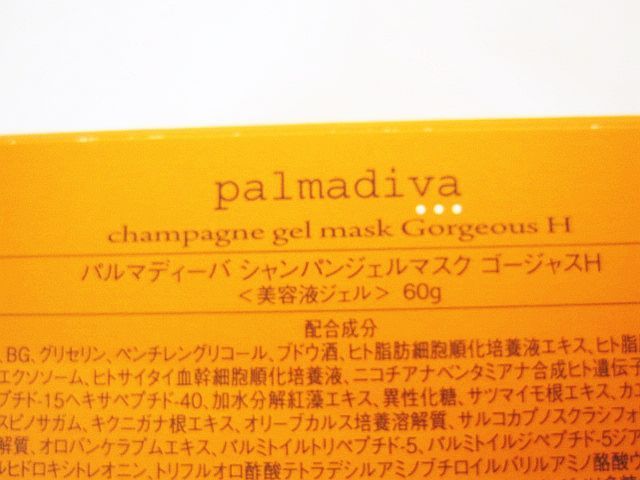 palmadiva
champagne gel mask Gorgeous H
パルマディーバ シャンパンジェルマスク ゴージャスH
<美容液ジェル> 60g
配合成分
、BG、グリセリン、ペンチレングリコール、ブドウ酒、ヒト脂肪細胞順化培養液エキス、ヒト脂肪
エクソソーム、ヒトサイタイ血幹細胞順化培養液、ニコチアナベンタミアナ合成ヒト遺伝子
プチド-15ヘキサペプチド-40、加水分解紅藻エキス、異性化糖、サツマイモ根エキス、カ
スピノサガム、キクニガナ根エキス、オリーブカルス培養溶解質、サルコカプノスクラシフォ
解質、オロバンケラプムエキス、パルミトイルトリペプチド-5、パルミトイルジペプチド-5ジア
ルヒドロキシトレオニン、トリフルオロ酢酸テトラデシルアミノブチロイルバリルアミノ酪酸ウ